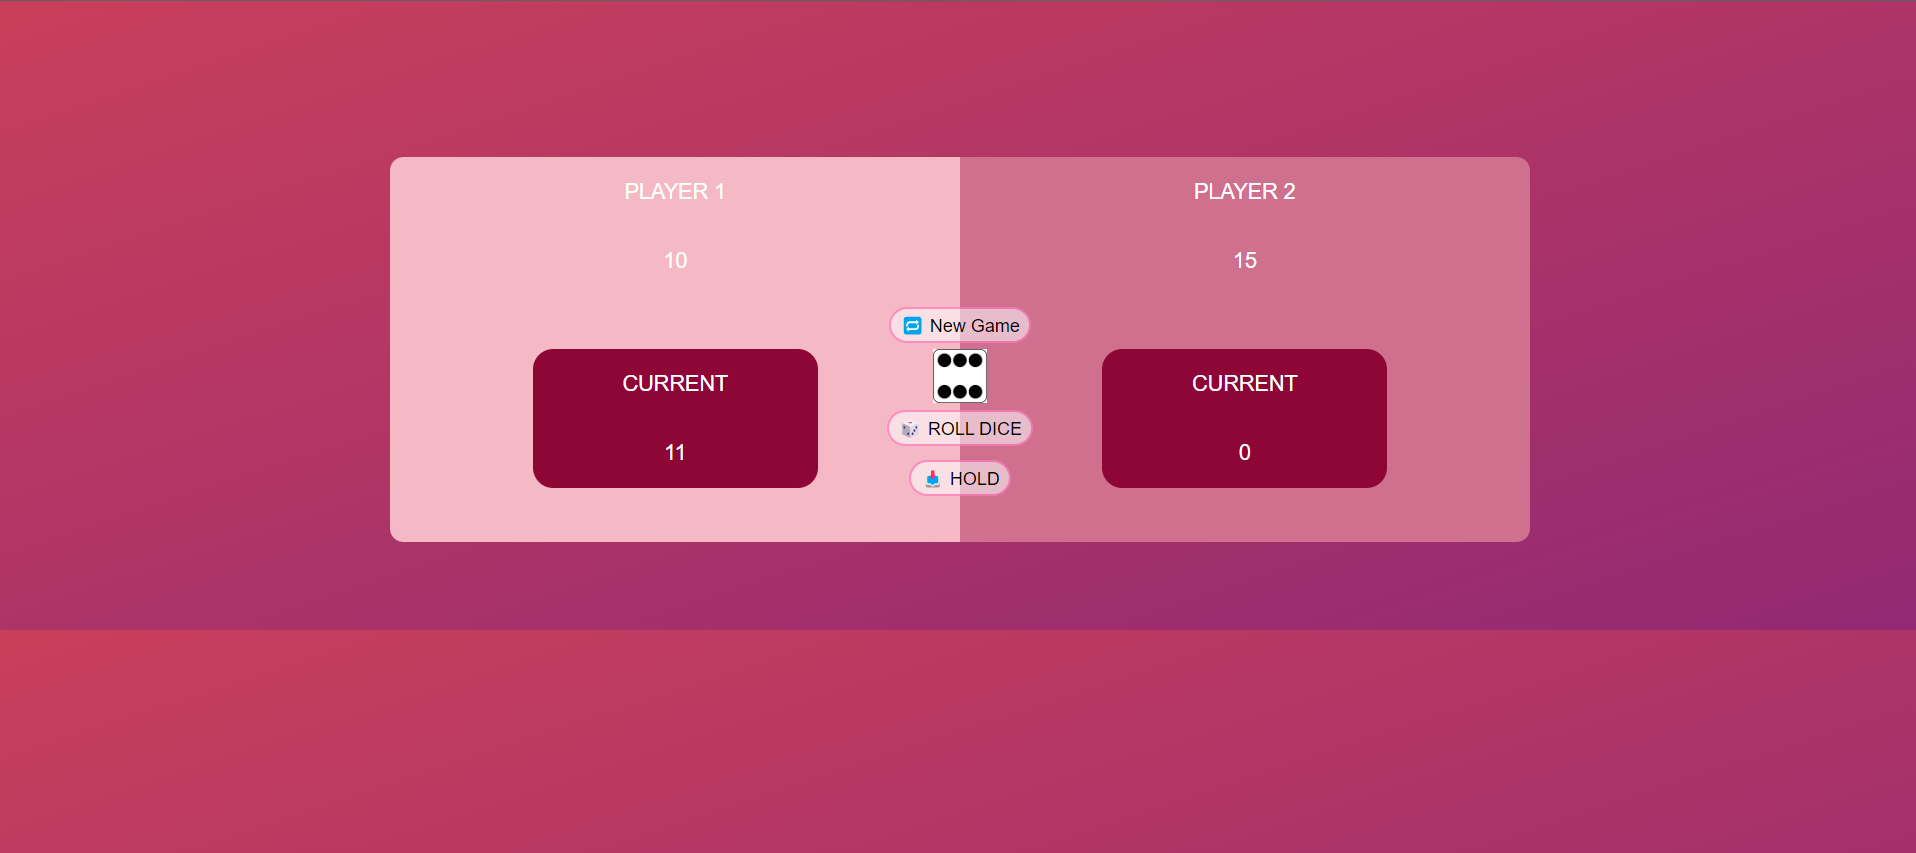 PLAYER 1
10
CURRENT
11
New Game
ROLL DICE
HOLD
PLAYER 2
15
CURRENT
0